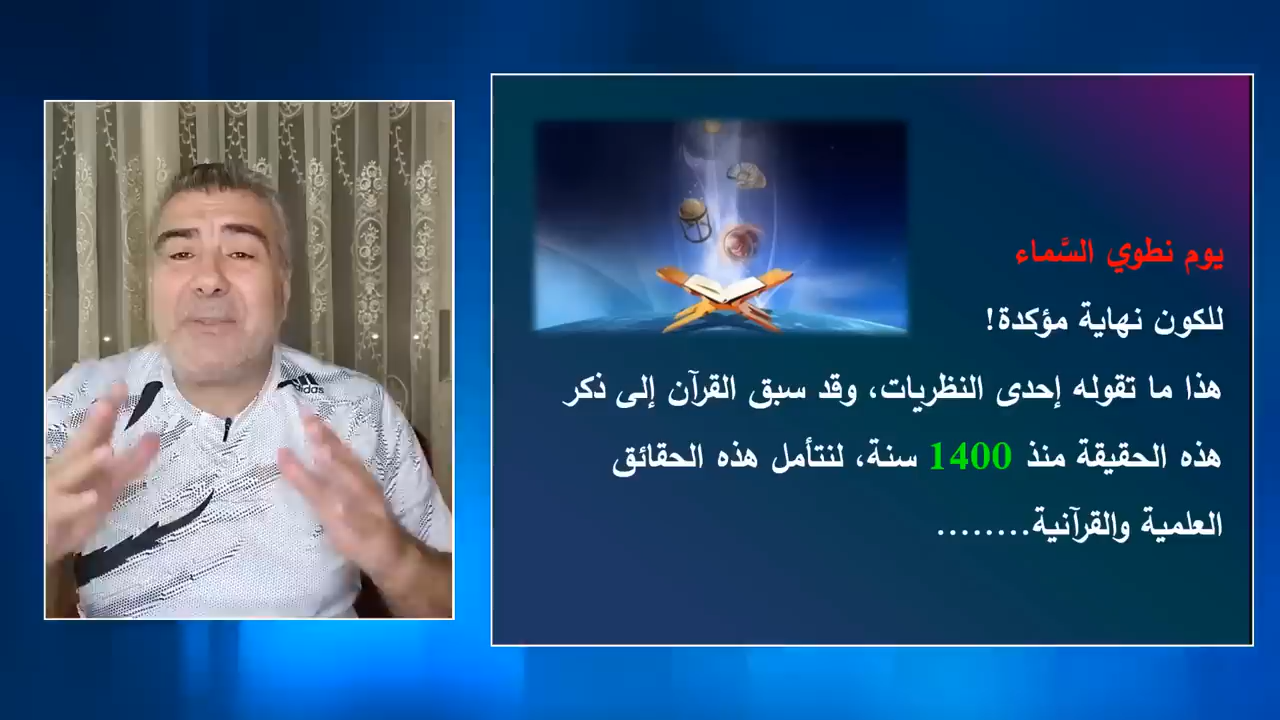 يوم نطوي السَّماء
للكون نهاية مؤكدة!
هذا ما تقوله إحدى النظريات، وقد سبق القرآن إلى ذكر
هذه الحقيقة منذ 1400 سنة، لنتأمل هذه الحقائق
العلمية والقرآنية........
adidas